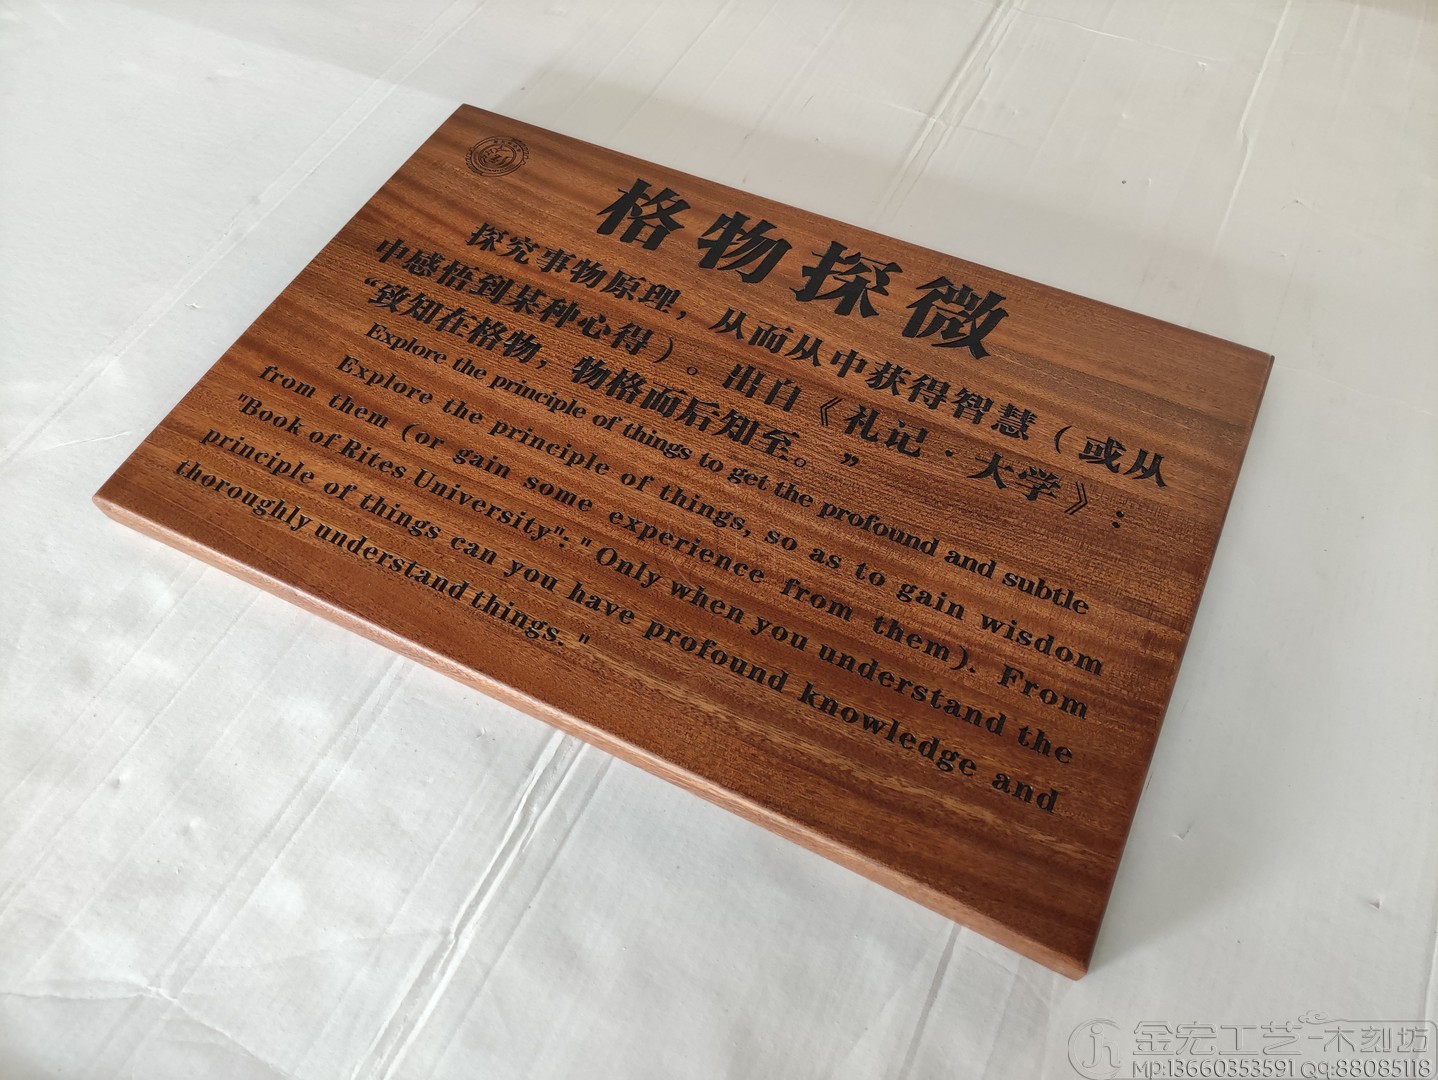 格物探微
探究事物原理，从而从中获得智慧（或从
中感悟到某种心得）。出自《礼记·大学》：
“致知在格物，物格而后知至。”
Explore the principle of things to get the profound and subtle
Explore the principle of things, so as to gain wisdom
from them (or gain some experience from them). From
"Book of Rites University": " Only when you understand the
principle of things can you have profound knowledge and
thoroughly understand things. "
金宏工艺-木刻坊
MP:13660353591 QQ:88085118